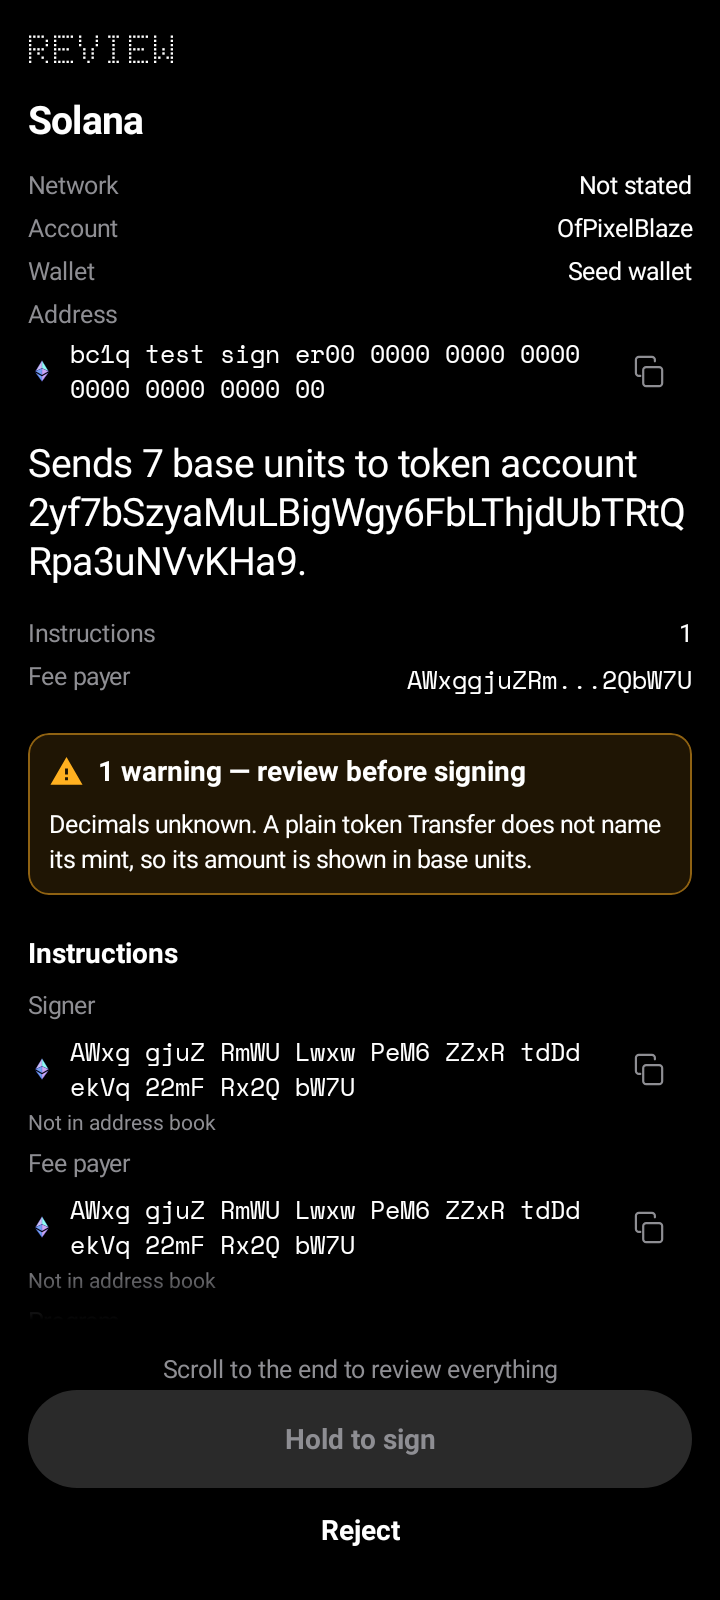 REVIEW
Solana
Network Not stated
Account OfPixelBlaze
Wallet Seed wallet
Address
bc1q test sign er00 0000 0000 0000
0000 0000 0000 00
Sends 7 base units to token account
2yf7bSzyaMuLBigWgy6FbLThjdUbTRtQ
Rpa3uNVvKHa9.
Instructions 1
Fee payer AWxggjuZRm...2QbW7U
1 warning — review before signing
Decimals unknown. A plain token Transfer does not name
its mint, so its amount is shown in base units.
Instructions
Signer
AWxg gjuZ RmWU Lwxw PeM6 ZZxR tdDd
ekVq 22mF Rx2Q bW7U
Not in address book
Fee payer
AWxg gjuZ RmWU Lwxw PeM6 ZZxR tdDd
ekVq 22mF Rx2Q bW7U
Not in address book
Scroll to the end to review everything
Hold to sign
Reject